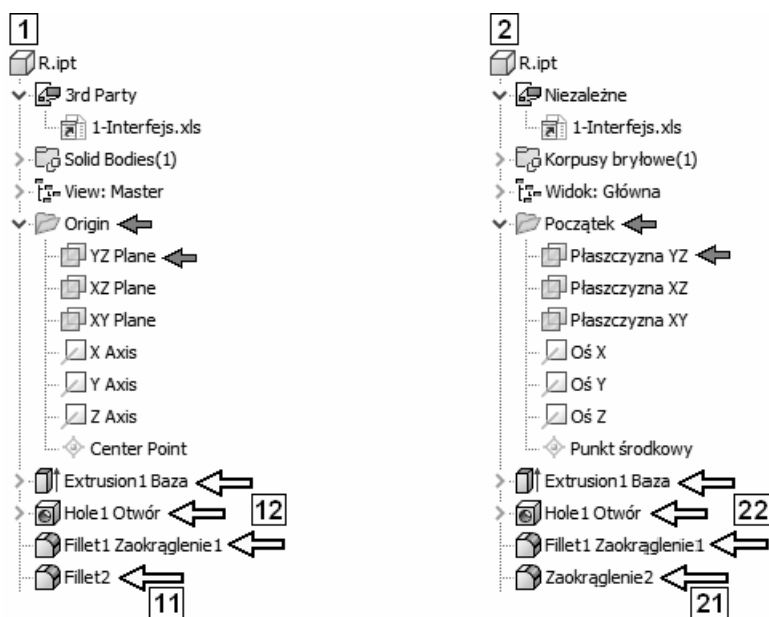 1
R.ipt
3rd Party
1-Interfejs.xls
Solid Bodies(1)
View: Master
Origin
YZ Plane
XZ Plane
XY Plane
X Axis
Y Axis
Z Axis
Center Point
Extrusion1 Baza
Hole1 Otwór
12
Fillet1 Zaokrąglenie1
Fillet2
11
2
R.ipt
Niezależne
1-Interfejs.xls
Korpusy bryłowe(1)
Widok: Główna
Początek
Płaszczyzna YZ
Płaszczyzna XZ
Płaszczyzna XY
Oś X
Oś Y
Oś Z
Punkt środkowy
Extrusion1 Baza
Hole1 Otwór
22
Fillet1 Zaokrąglenie1
Zaokrąglenie2
21